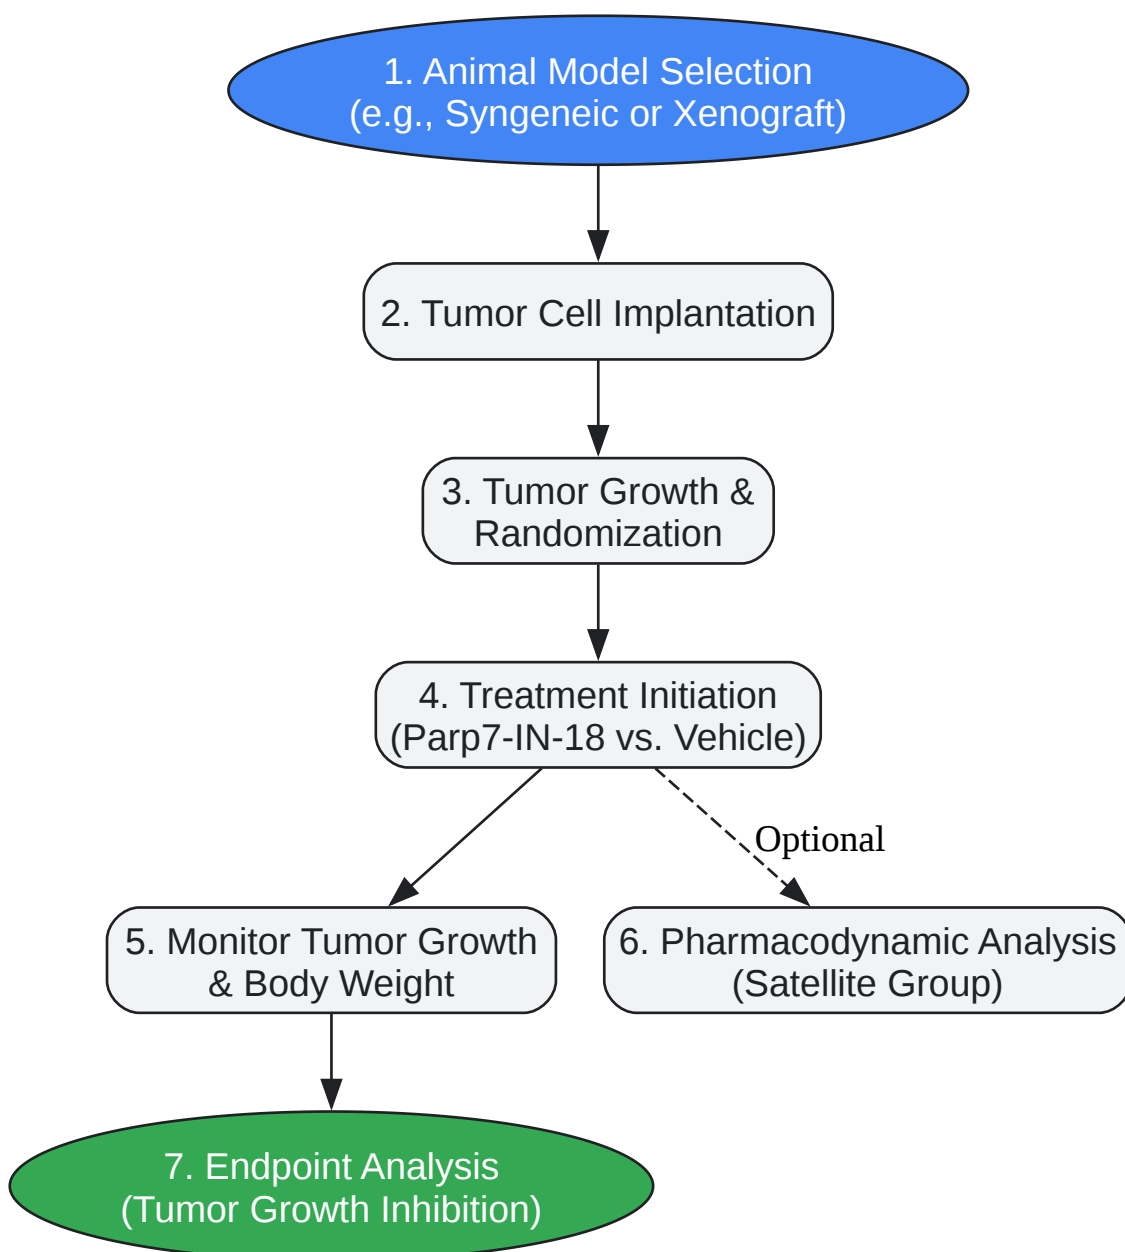 1. Animal Model Selection
(e.g., Syngeneic or Xenograft)
2. Tumor Cell Implantation
3. Tumor Growth &
Randomization
4. Treatment Initiation
(Parp7-IN-18 vs. Vehicle)
Optional
5. Monitor Tumor Growth
& Body Weight
6. Pharmacodynamic Analysis
(Satellite Group)
7. Endpoint Analysis
(Tumor Growth Inhibition)